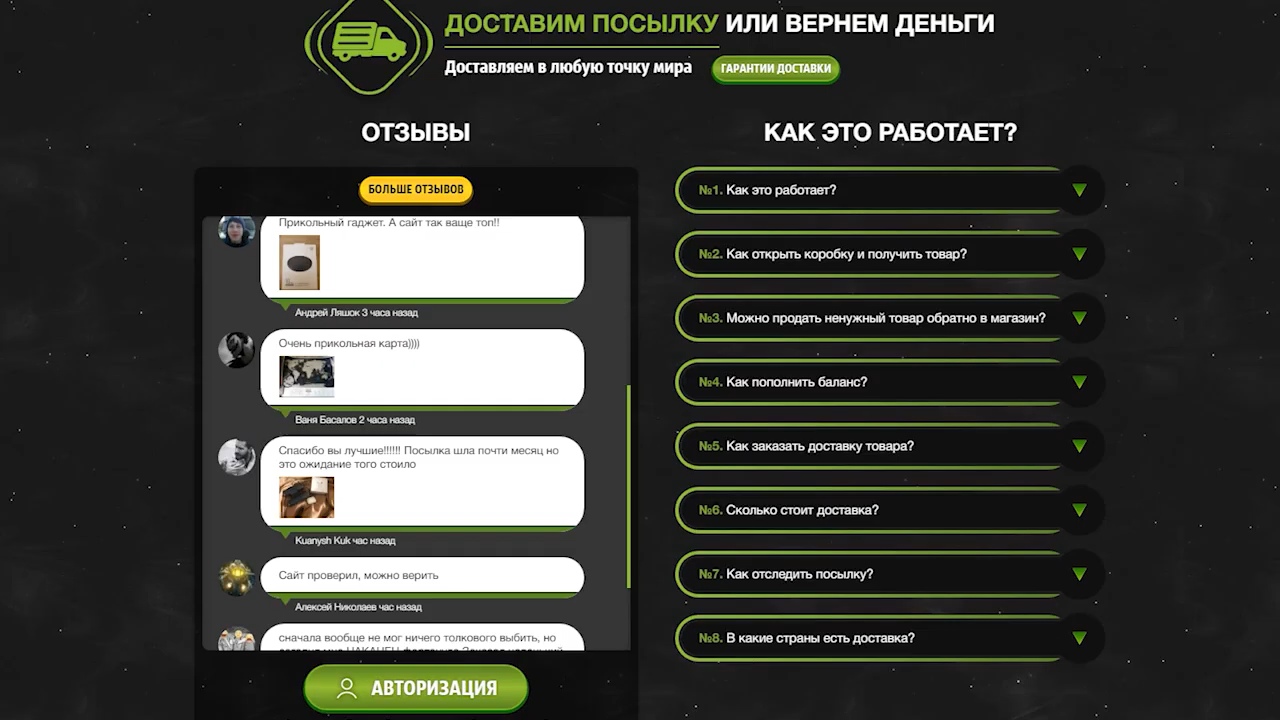 ДОСТАВИМ ПОСЫЛКУ ИЛИ ВЕРНЕМ ДЕНЬГИ
Доставляем в любую точку мира
ГАРАНТИИ ДОСТАВКИ
ОТЗЫВЫ
БОЛЬШЕ ОТЗЫВОВ
Прикольный гаджет. А сайт так ваще топ!!
Андрей Ляшок 3 часа назад
Очень прикольная карта))))
Ваня Басалов 2 часа назад
Спасибо вы лучшие!!!!!! Посылка шла почти месяц но
это ожидание того стоило
Kuanysh Kuk час назад
Сайт проверил, можно верить
Алексей Николаев час назад
сначала вообще не мог ничего толкового выбить, но
АВТОРИЗАЦИЯ
КАК ЭТО РАБОТАЕТ?
№1. Как это работает?
№2. Как открыть коробку и получить товар?
№3. Можно продать ненужный товар обратно в магазин?
№4. Как пополнить баланс?
№5. Как заказать доставку товара?
№6. Сколько стоит доставка?
№7. Как отследить посылку?
№8. В какие страны есть доставка?